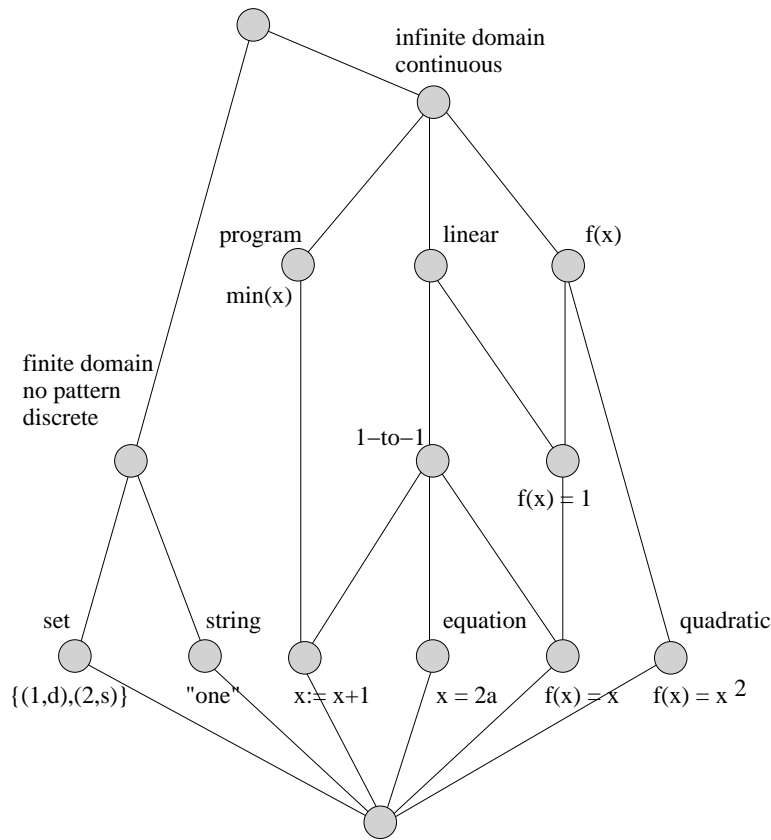 infinite domain
continuous
program
linear
f(x)
min(x)
finite domain
no pattern
discrete
1−to−1
f(x) = 1
set
string
equation
quadratic
{(1,d),(2,s)}
"one"
x:= x+1
x = 2a
f(x) = x
f(x) = x 2